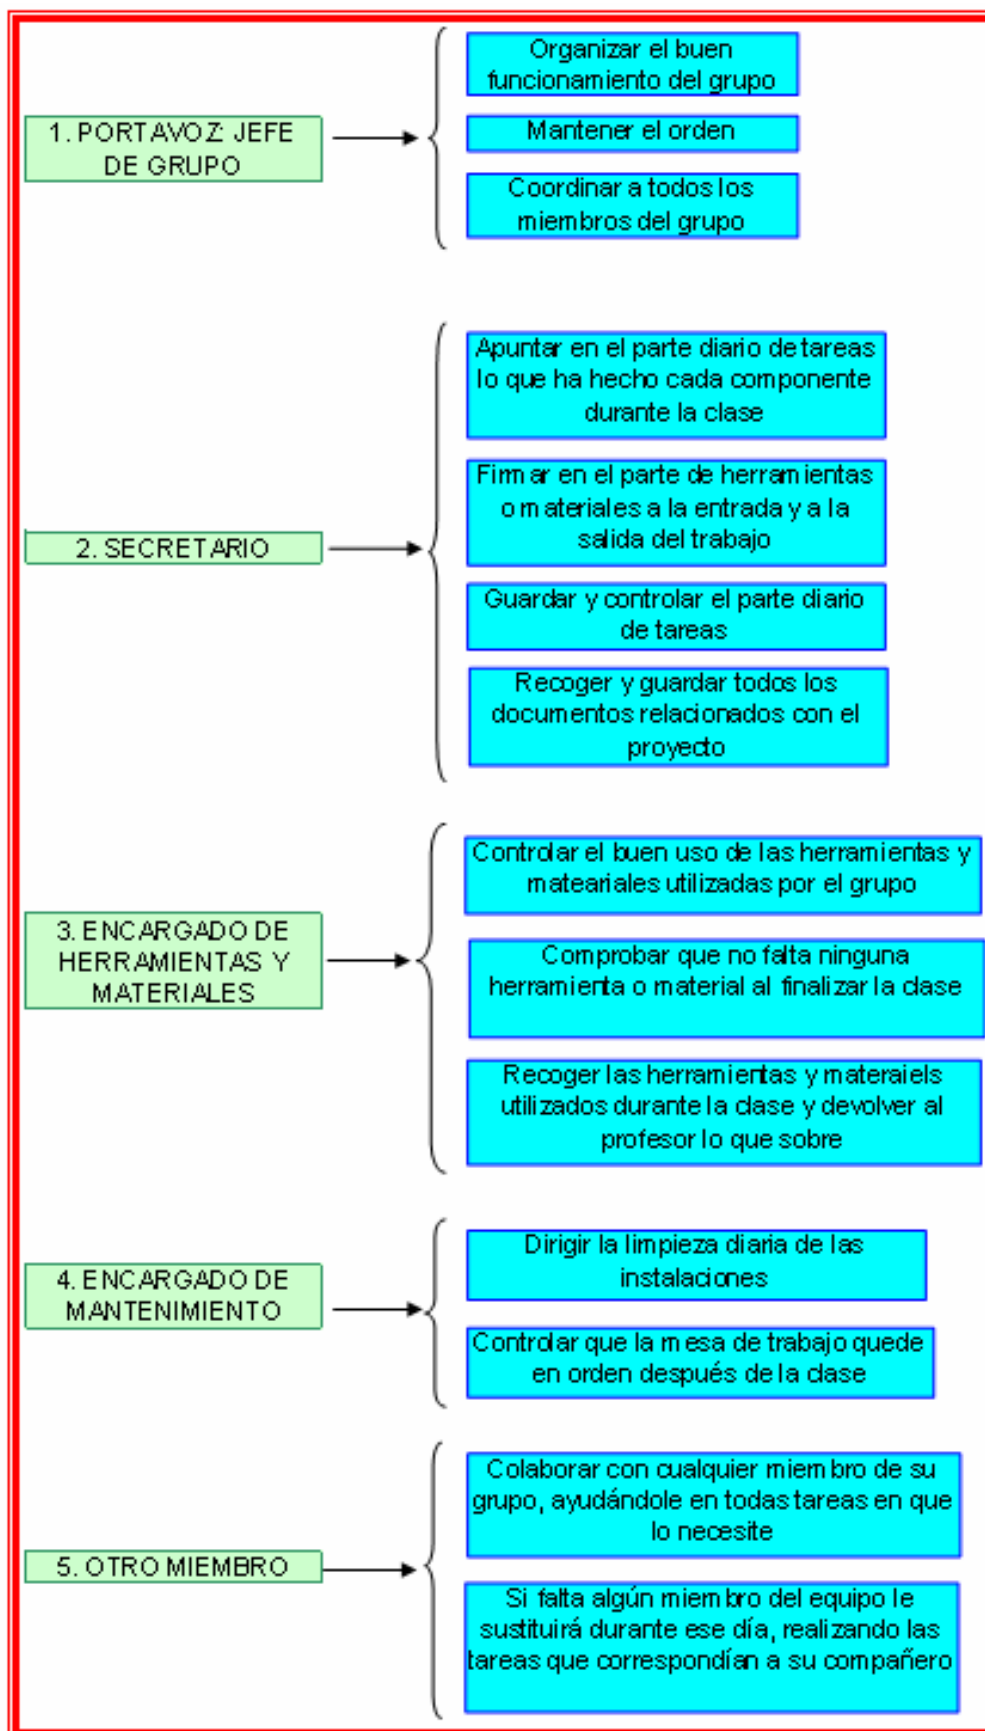 1. PORTAVOZ: JEFE
DE GRUPO
Organizar el buen
funcionamiento del grupo
Mantener el orden
Coordinar a todos los
miembros del grupo
2. SECRETARIO
Apuntar en el parte diario de tareas
lo que ha hecho cada componente
durante la clase
Firmar en el parte de herramientas
o materiales a la entrada y a la
salida del trabajo
Guardar y controlar el parte diario
de tareas
Recoger y guardar todos los
documentos relacionados con el
proyecto
3. ENCARGADO DE
HERRAMIENTAS Y
MATERIALES
Controlar el buen uso de las herramientas y
mateariales utilizadas por el grupo
Comprobar que no falta ninguna
herramienta o material al finalizar la clase
Recoger las herramientas y materaiels
utilizados durante la clase y devolver al
profesor lo que sobre
4. ENCARGADO DE
MANTENIMIENTO
Dirigir la limpieza diaria de las
instalaciones
Controlar que la mesa de trabajo quede
en orden después de la clase
5. OTRO MIEMBRO
Colaborar con cualquier miembro de su
grupo, ayudándole en todas tareas en que
lo necesite
Si falta algún miembro del equipo le
sustituirá durante ese día, realizando las
tareas que correspondían a su compañero